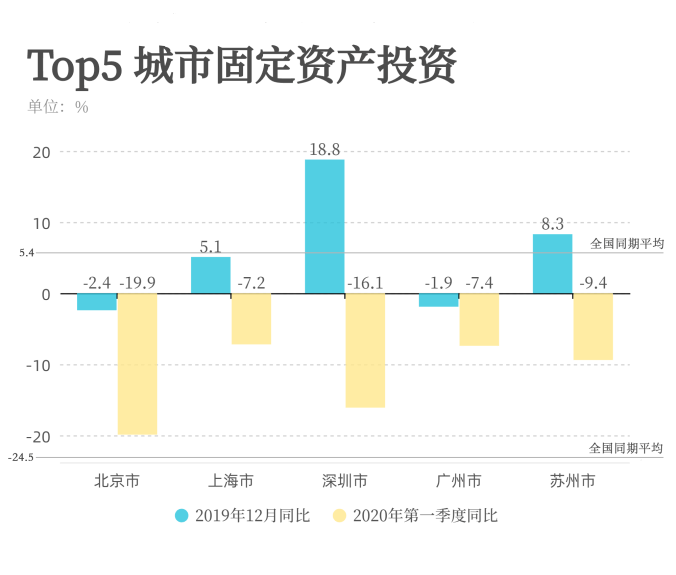 Top5 城市固定资产投资
单位：%
18.8
20
8.3
10
5.1
全国同期平均
5.4
-2.4 -19.9 -7.2 -16.1 -1.9 -7.4 -9.4
0
-10
-20
全国同期平均
-24.5
北京市 上海市 深圳市 广州市 苏州市
2019年12月同比 2020年第一季度同比